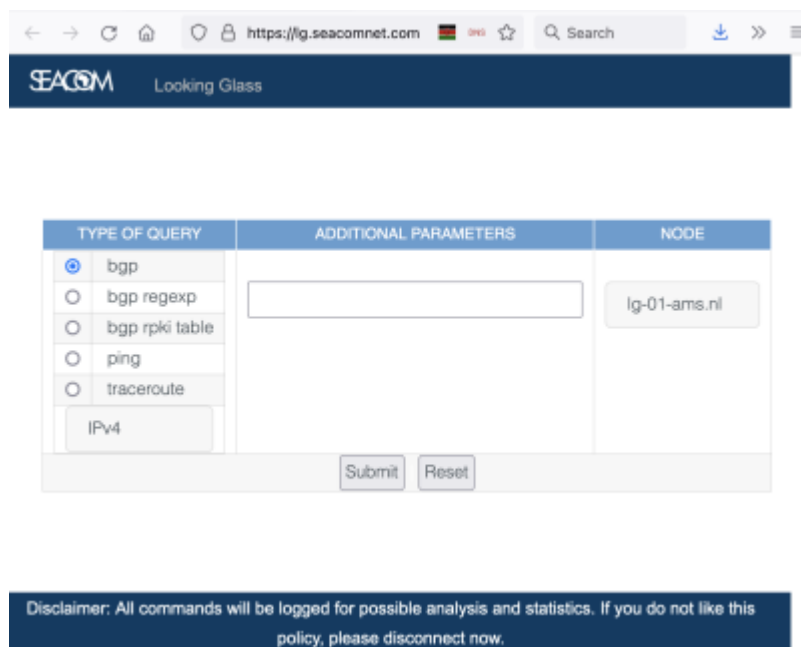 https://lg.seacomnet.com
Search
SEACOM
Looking Glass
TYPE OF QUERY
ADDITIONAL PARAMETERS
NODE
bgp
bgp regexp
bgp rpki table
ping
traceroute
IPv4
lg-01-ams.nl
Submit
Reset
Disclaimer: All commands will be logged for possible analysis and statistics. If you do not like this
policy, please disconnect now.